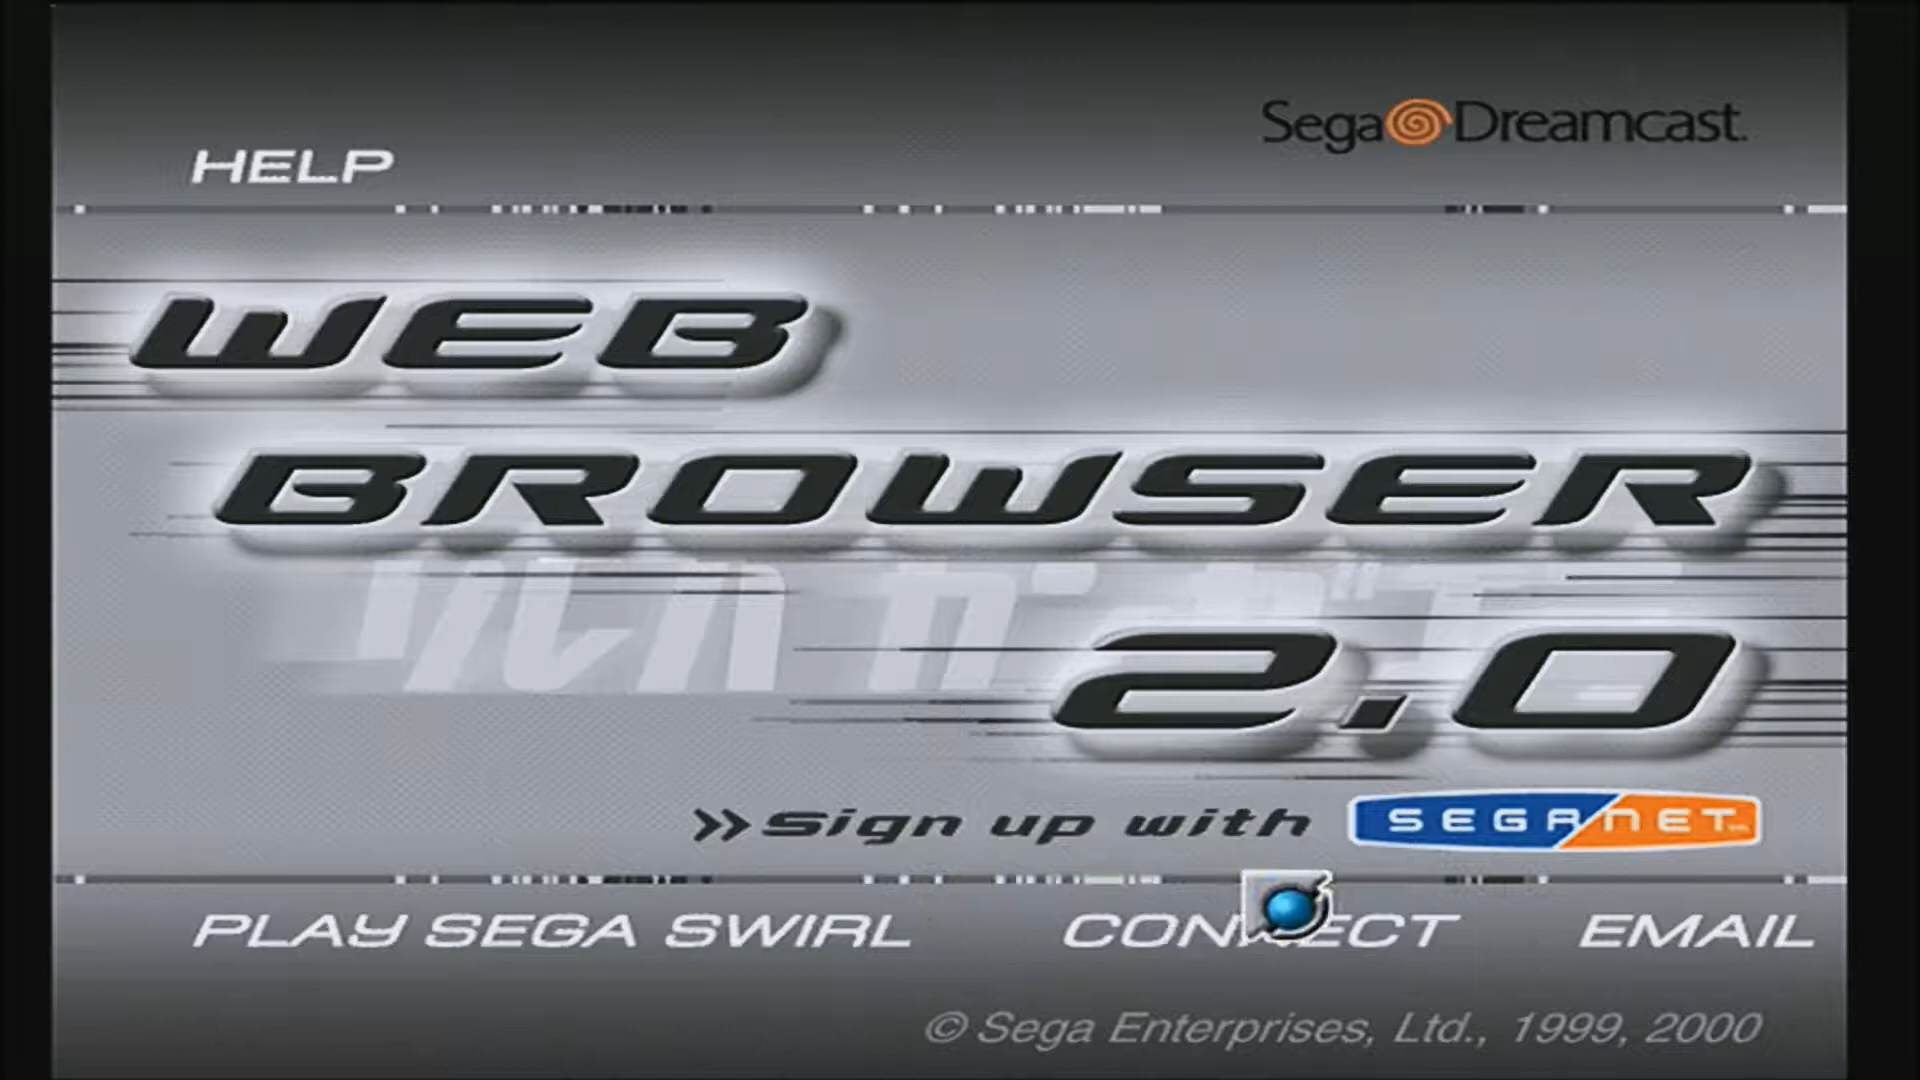 Sega Dreamcast
HELP
WEB
BROWSER
2.0
»Sign up with SEGANET
PLAY SEGA SWIRL CONNECT EMAIL
© Sega Enterprises, Ltd., 1999, 2000